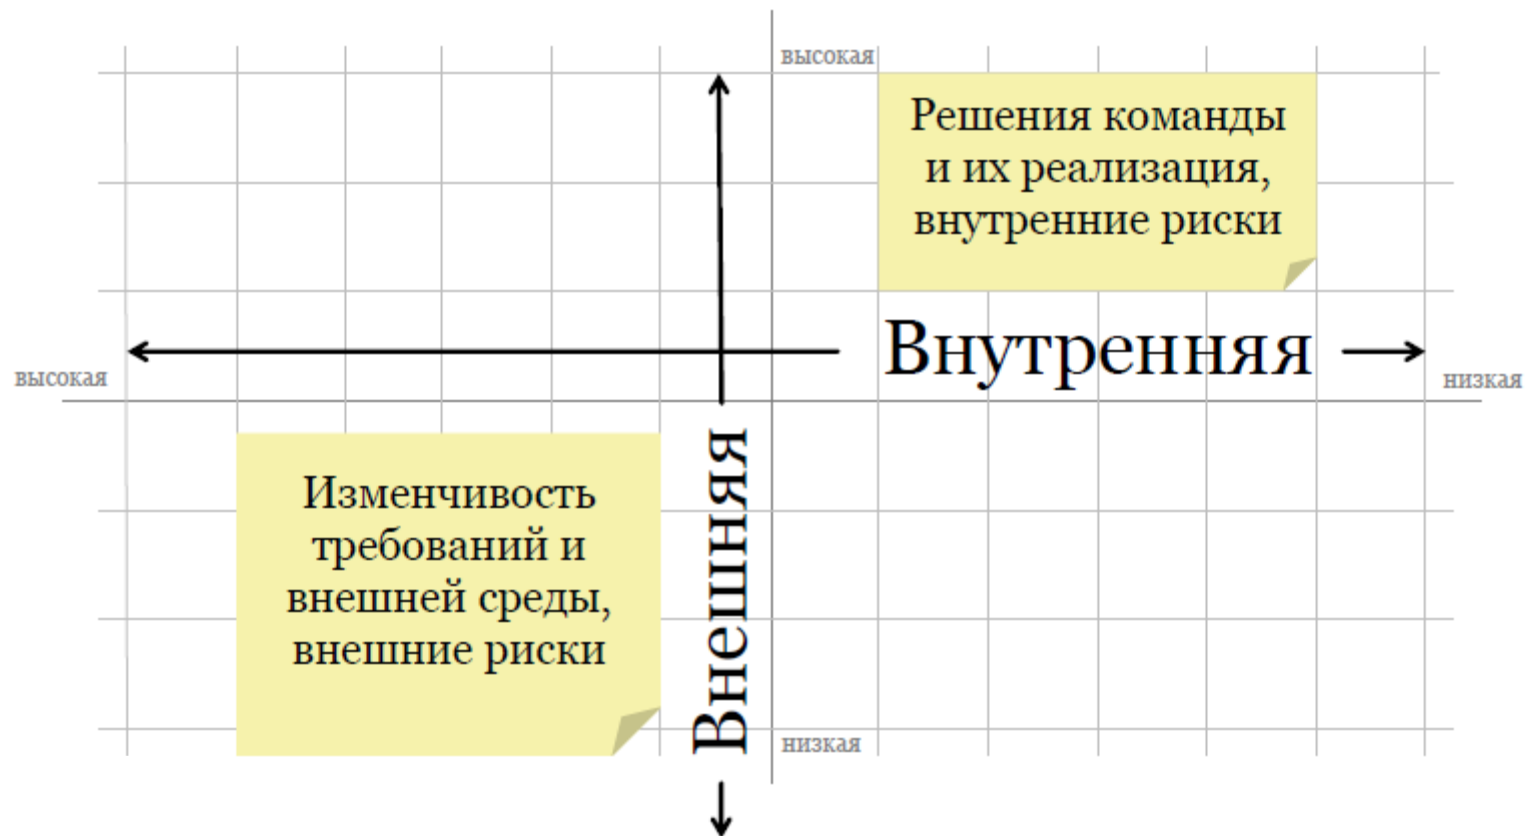 высокая
Решения команды
и их реализация,
внутренние риски
Внутренняя
высокая
низкая
Внешняя
Изменчивость
требований и
внешней среды,
внешние риски
низкая